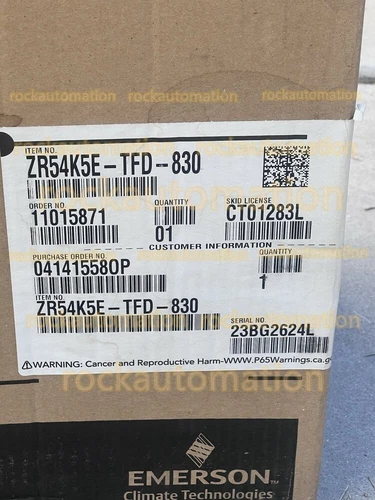 rockautomation rockautomation rockautomation
ITEM NO.
ZR54K5E-TFD-830
ORDER NO QUANTITY SKID LICENSE
11015871 01 CT01283L
CUSTOMER INFORMATION
PURCHASE ORDER NO. QUANTITY
041415580P 1
ITEM NO.
ZR54K5E-TFD-830
SERIAL NO.
23BG2624L
⚠WARNING: Cancer and Reproductive Harm-WWW.P65Warnings.ca.g
rockautomation rockautomation
EMERSON
Climate Technologies